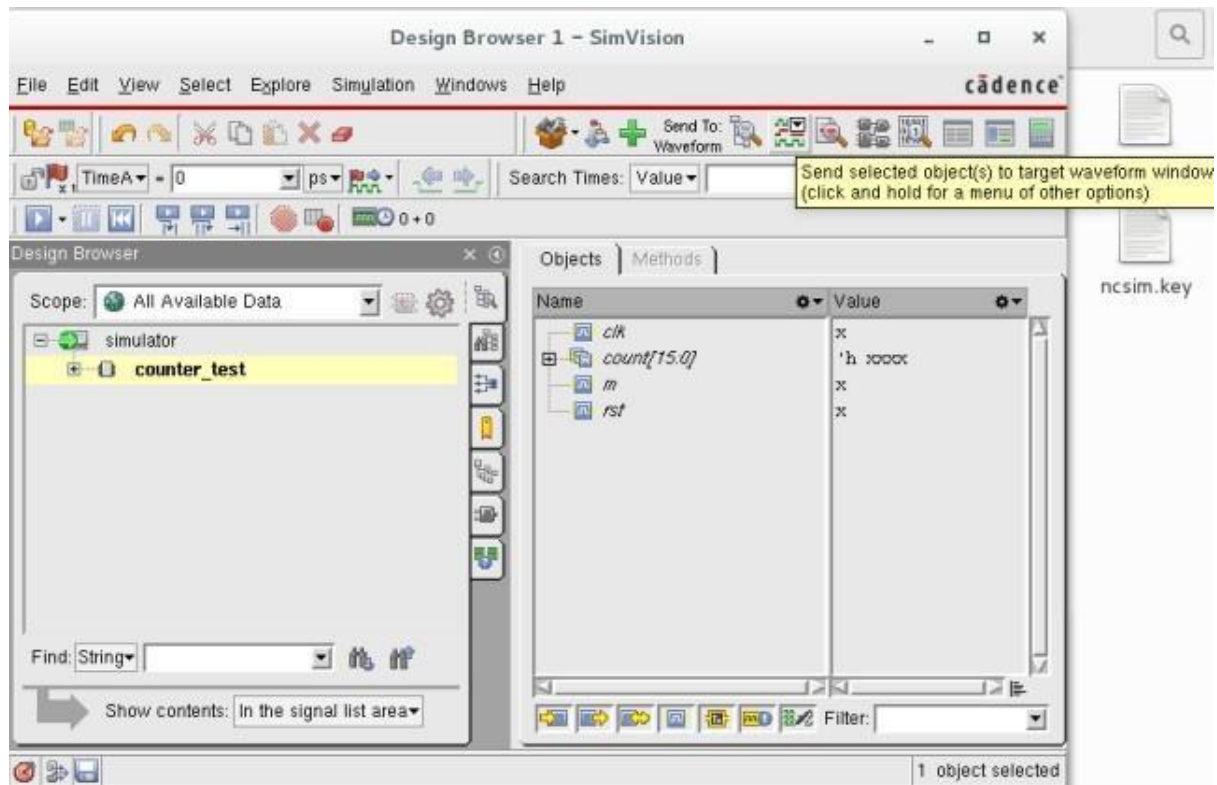 Design Browser 1 - SimVision
File Edit View Select Explore Simulation Windows Help
cādence
Send To:
Waveform
TimeA = 0 ps
Search Times: Value
Send selected object(s) to target waveform window
(click and hold for a menu of other options)
0 + 0
Design Browser
Scope: All Available Data
simulator
counter_test
Find: String
Show contents: In the signal list area
Objects Methods
Name Value
clk x
count[15.0] 'h xxxx
m x
rst x
Filter:
1 object selected
ncsim.key